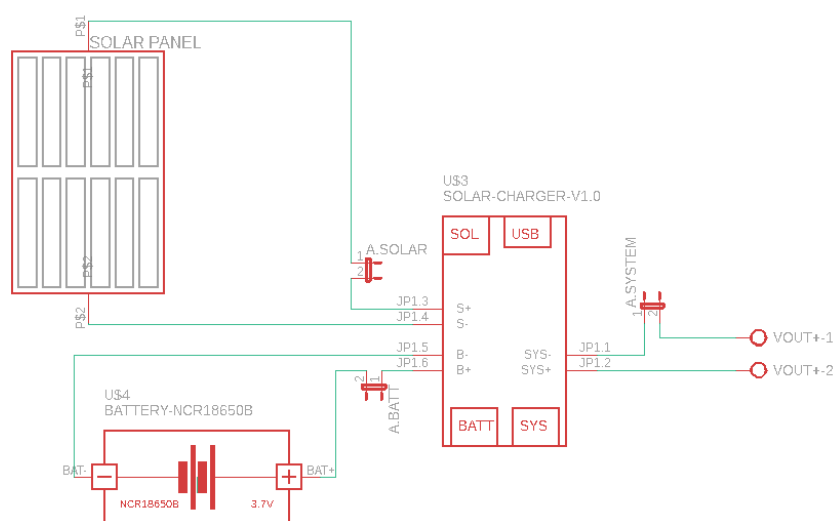 P$1
SOLAR PANEL
P$1
P$2
P$2
A.SOLAR
1
2
U$3
SOLAR-CHARGER-V1.0
SOL
USB
JP1.3
S+
JP1.4
S-
JP1.5
B-
JP1.6
B+
SYS-
JP1.1
SYS+
JP1.2
BATT
SYS
A.SYSTEM
1
2
VOUT+-1
VOUT+-2
2
1
A.BATT
U$4
BATTERY-NCR18650B
BAT-
BAT+
NCR18650B
3.7V